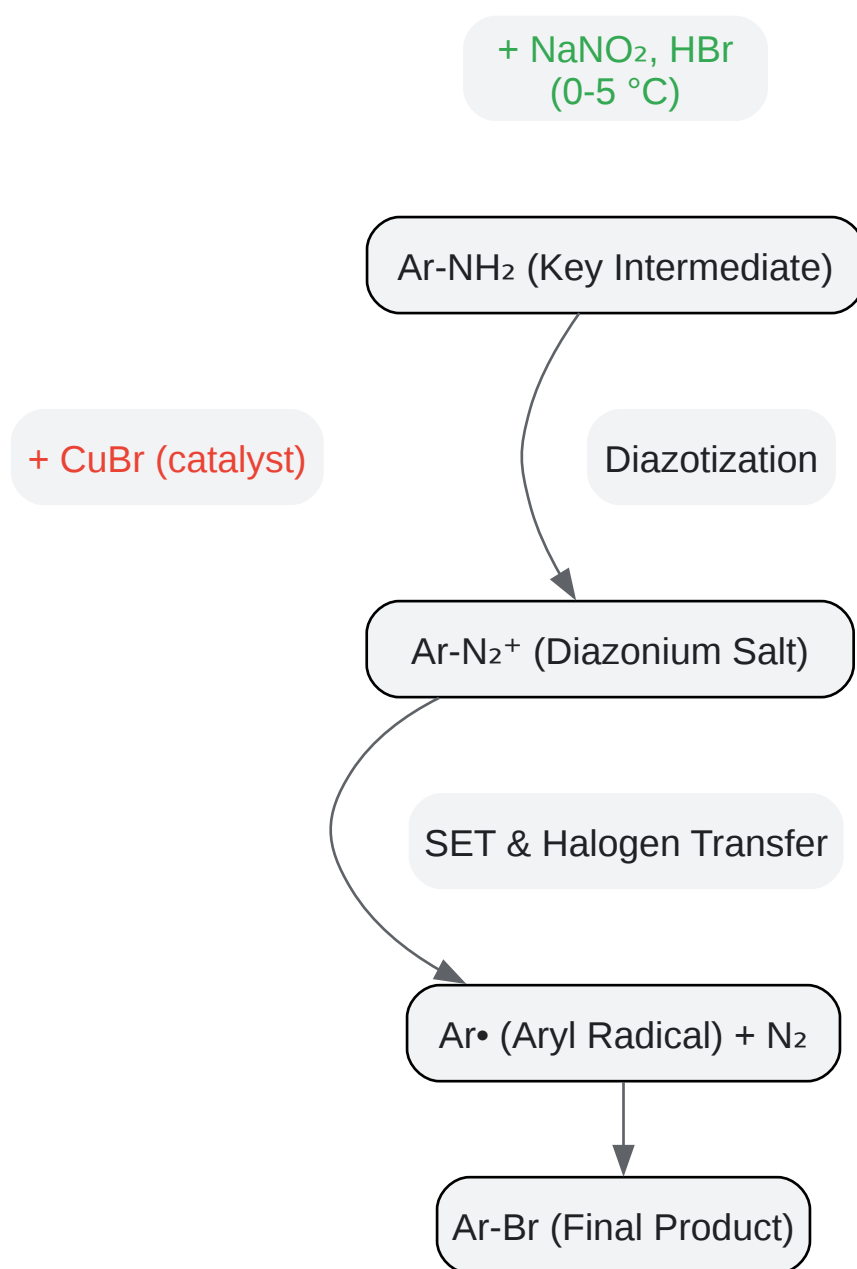 + NaNO₂, HBr
(0-5 °C)
Ar-NH₂ (Key Intermediate)
+ CuBr (catalyst)
Diazotization
Ar-N₂⁺ (Diazonium Salt)
SET & Halogen Transfer
Ar• (Aryl Radical) + N₂
Ar-Br (Final Product)